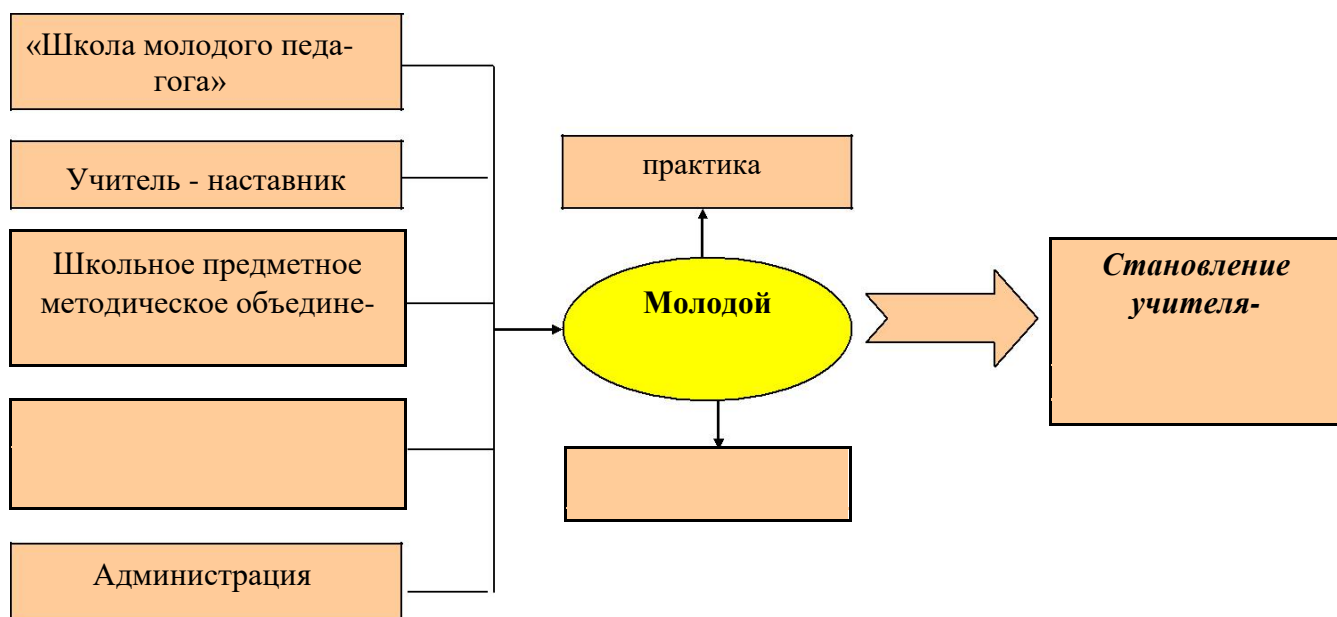 «Школа молодого педа-
гога»
Учитель - наставник
Школьное предметное
методическое объедине-
Администрация
практика
Молодой
Становление
учителя-